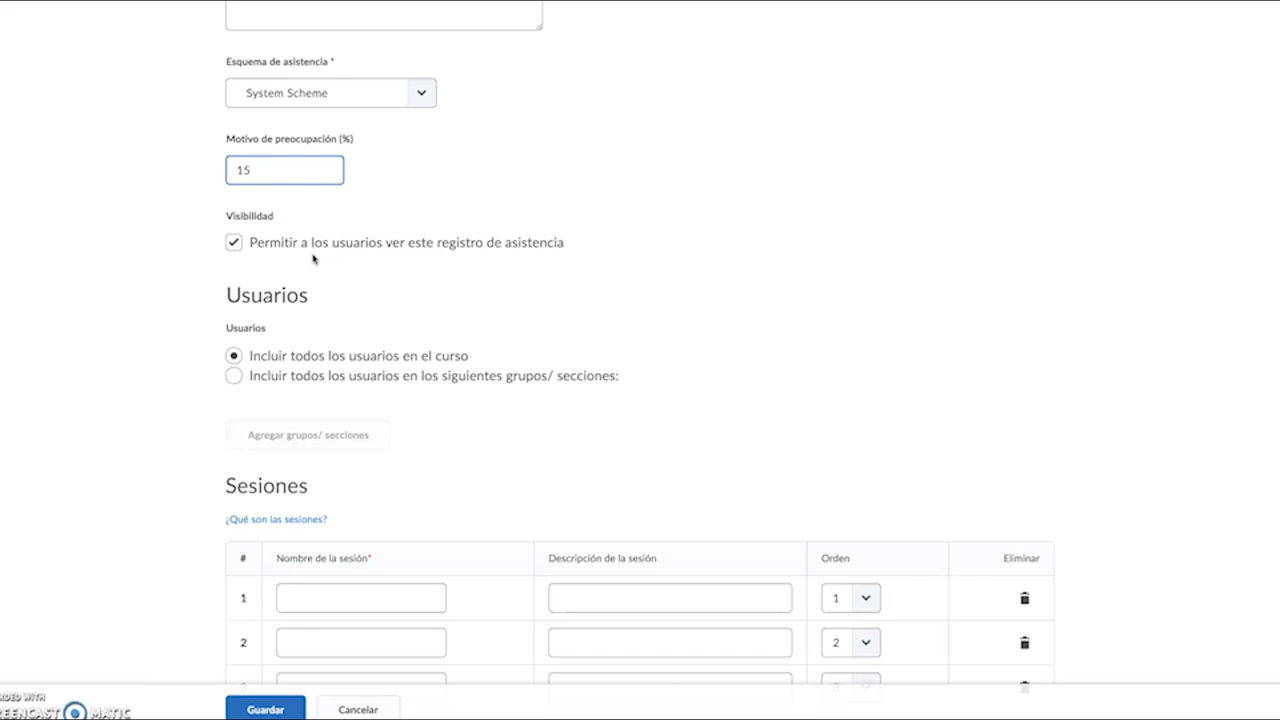 Esquema de asistencia *
System Scheme
Motivo de preocupación (%)
15
Visibilidad
Permitir a los usuarios ver este registro de asistencia
Usuarios
Usuarios
Incluir todos los usuarios en el curso
Incluir todos los usuarios en los siguientes grupos/ secciones:
Agregar grupos/ secciones
Sesiones
¿Qué son las sesiones?
# Nombre de la sesión* Descripción de la sesión Orden Eliminar
1 1
2 2
Guardar Cancelar